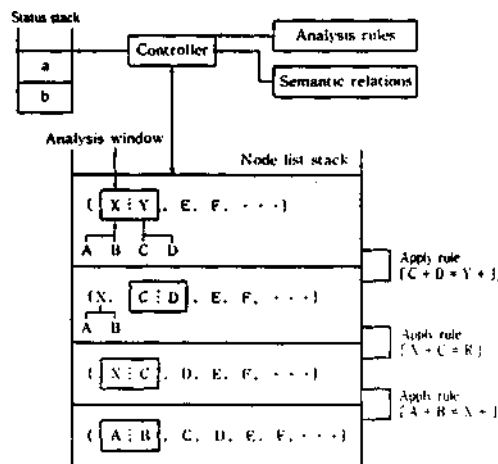 Status stack
Controller
Analysis rules
a
Semantic relations
b
Analysis window
Node list stack
( X Y , E, F, · · · )
A B C D
Apply rule
[C + D = Y + ]
(X, C D , E, F, · · · )
A B
Apply rule
[X + C = R]
( X C , D, E, F, · · · )
Apply rule
[A + B = X + ]
( A B , C, D, E, F, · · · )